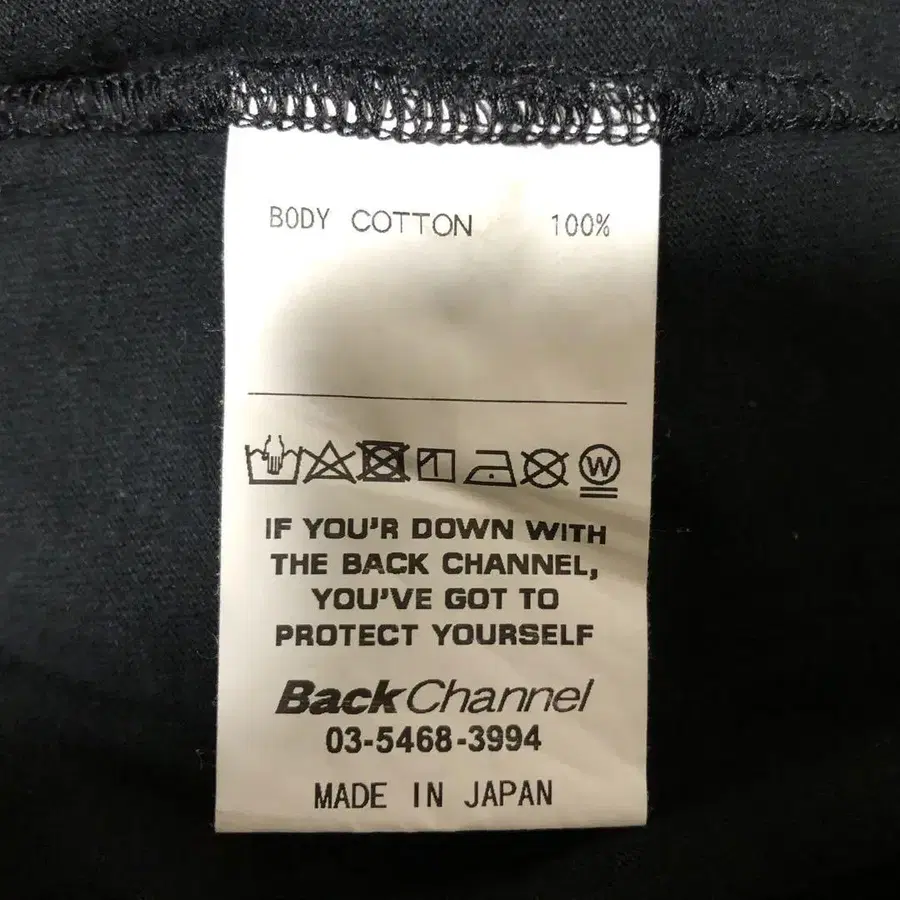 BODY COTTON 100%
W
IF YOU'R DOWN WITH
THE BACK CHANNEL,
YOU'VE GOT TO
PROTECT YOURSELF
BackChannel
03-5468-3994
MADE IN JAPAN